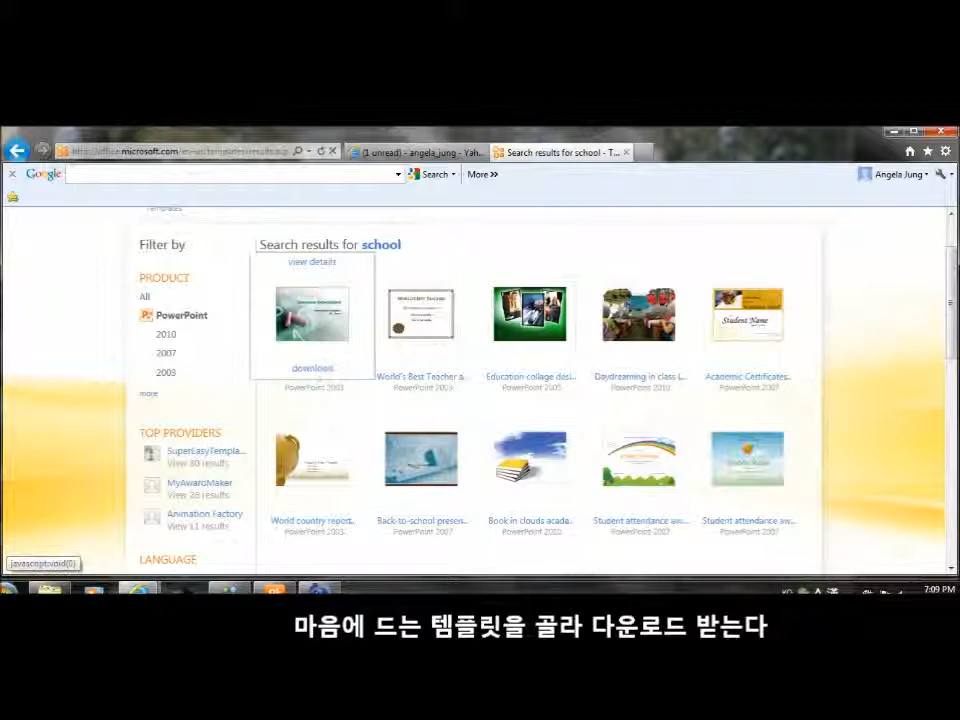 (1 unread) - angela_jung - Yah...
Search results for school - T...
Google
Search
More »
Angela Jung
Templates
Filter by
Search results for school
view details
PRODUCT
All
PowerPoint
2010
2007
2003
more
download
PowerPoint 2003
World's Best Teacher a...
PowerPoint 2003
Education collage desi...
Daydreaming in class l...
PowerPoint 2010
Student Name
Academic Certificates...
PowerPoint 2007
TOP PROVIDERS
SuperEasyTempla...
View 80 results
MyAwardMaker
View 28 results
Animation Factory
View 11 results
World country report...
PowerPoint 2003
Back-to-school presen...
PowerPoint 2007
Book in clouds acade...
Student attendance aw...
PowerPoint 2007
Student attendance aw...
PowerPoint 2007
LANGUAGE
javascript:void(0)
7:09 PM
마음에 드는 템플릿을 골라 다운로드 받는다